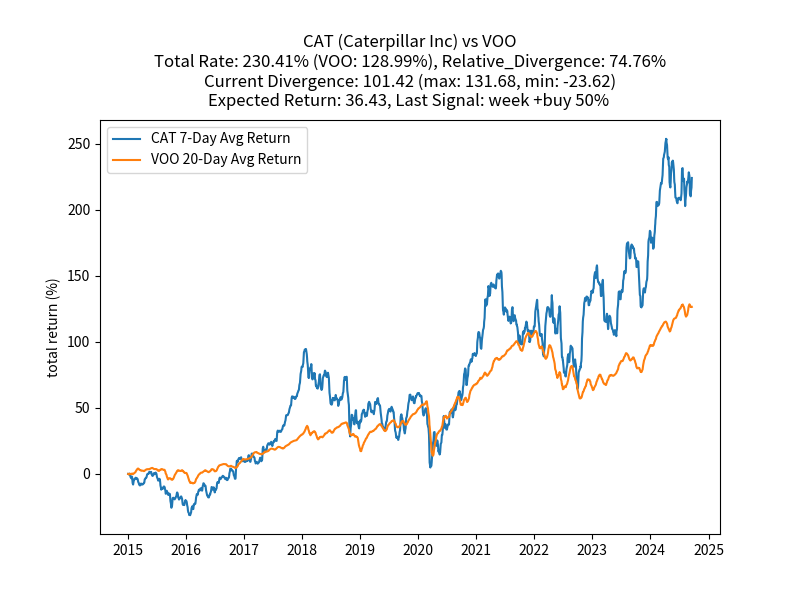 CAT (Caterpillar Inc) vs VOO
Total Rate: 230.41% (VOO: 128.99%), Relative_Divergence: 74.76%
Current Divergence: 101.42 (max: 131.68, min: -23.62)
Expected Return: 36.43, Last Signal: week +buy 50%
CAT 7-Day Avg Return
VOO 20-Day Avg Return
total return (%)
250
200
150
100
50
0
2015 2016 2017 2018 2019 2020 2021 2022 2023 2024 2025